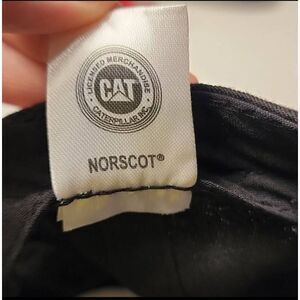 LICENSED MERCHANDISE
CAT
CATERPILLAR INC.
NORSCOT®